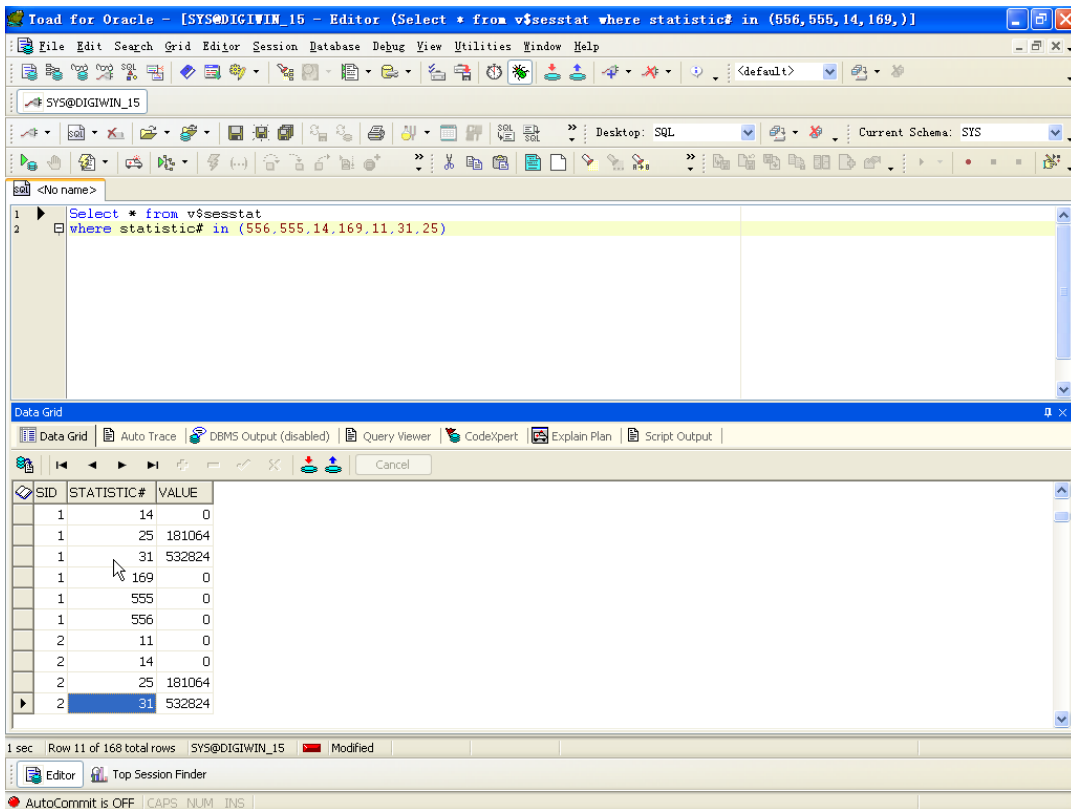 Toad for Oracle - [SYS@DIGIWIN_15 - Editor (Select * from v$sesstat where statistic# in (556,555,14,169,)]
File Edit Search Grid Editor Session Database Debug View Utilities Window Help
<default>
SYS@DIGIWIN_15
Desktop: SQL Current Schema: SYS
<No name>
1 Select * from v$sesstat
2 where statistic# in (556,555,14,169,11,31,25)
Data Grid
Data Grid Auto Trace DBMS Output (disabled) Query Viewer CodeXpert Explain Plan Script Output
Cancel
SID STATISTIC# VALUE
1 14 0
1 25 181064
1 31 532824
1 169 0
1 555 0
1 556 0
2 11 0
2 14 0
2 25 181064
2 31 532824
1 sec Row 11 of 168 total rows SYS@DIGIWIN_15 Modified
Editor Top Session Finder
AutoCommit is OFF CAPS NUM INS